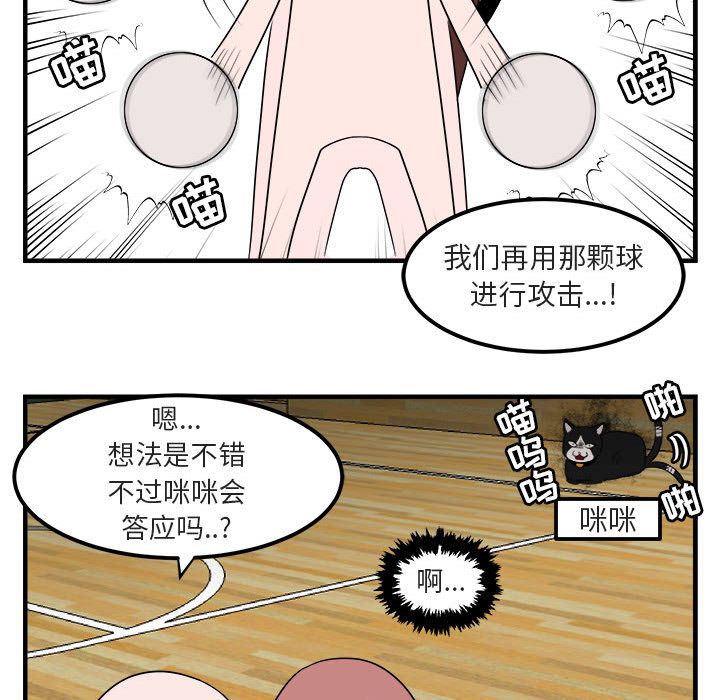 喵
喵
喵
我们再用那颗球
进行攻击...!
嗯...
想法是不错
不过咪咪会
答应吗..?
喵呜呜
啪
啪
咪咪
啊...